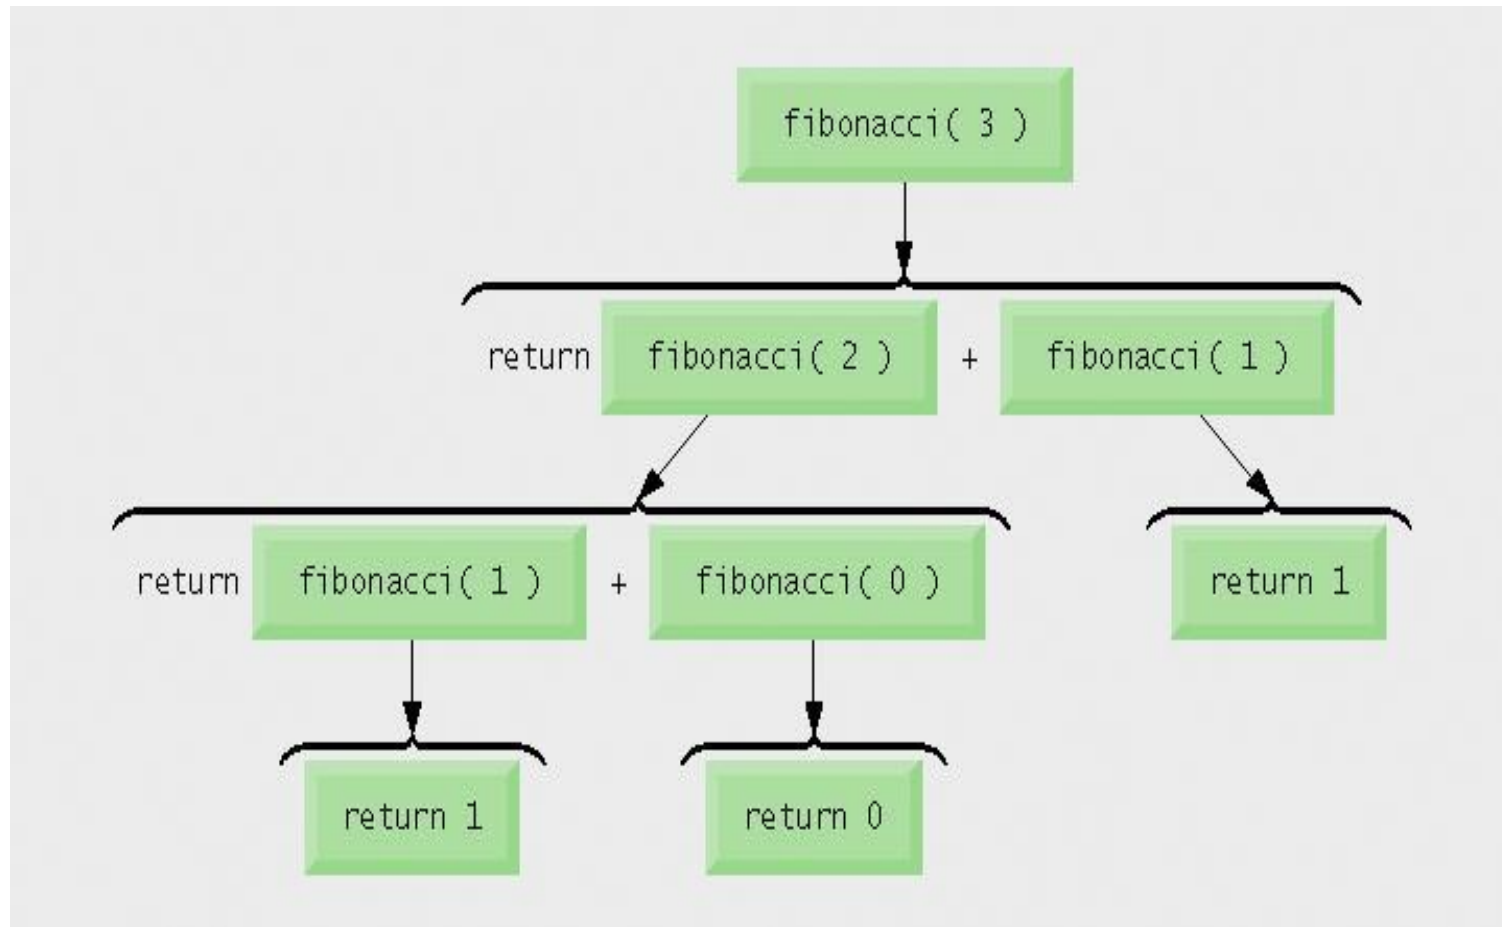 fibonacci( 3 )
return fibonacci( 2 ) + fibonacci( 1 )
return fibonacci( 1 ) + fibonacci( 0 )
return 1
return 1
return 0